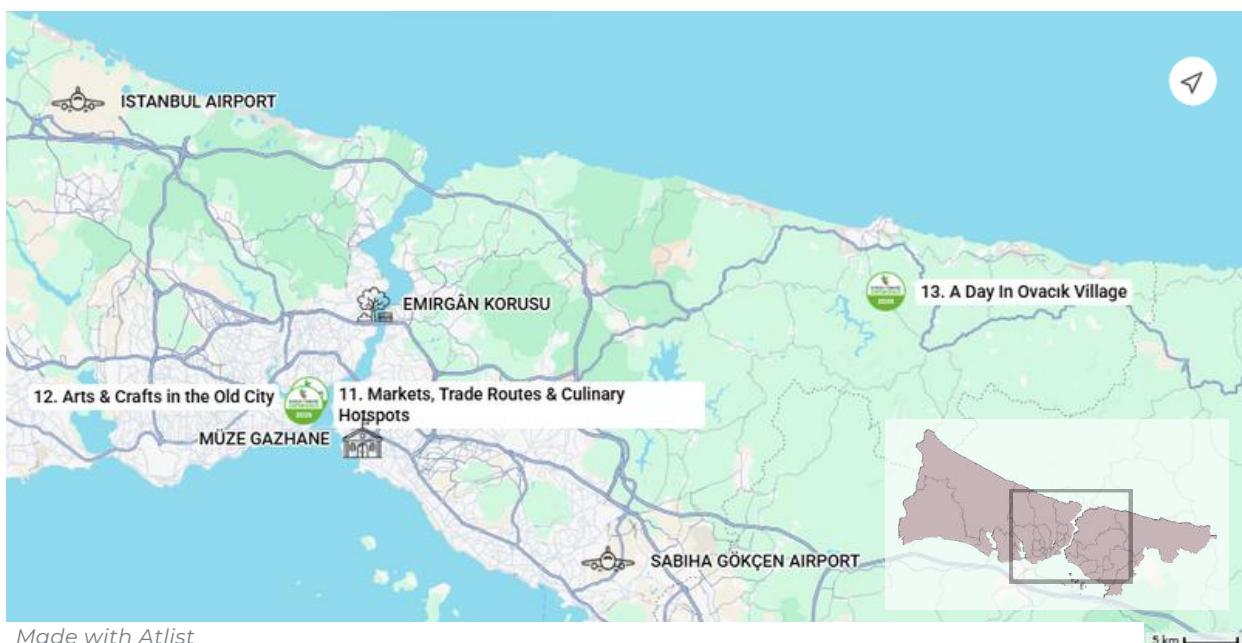 ISTANBUL AIRPORT
EMIRGÂN KORUSU
13. A Day In Ovacık Village
12. Arts & Crafts in the Old City
11. Markets, Trade Routes & Culinary
Hotspots
MÜZE GAZHANE
SABIHA GÖKÇEN AIRPORT
Made with Atlist
5 km